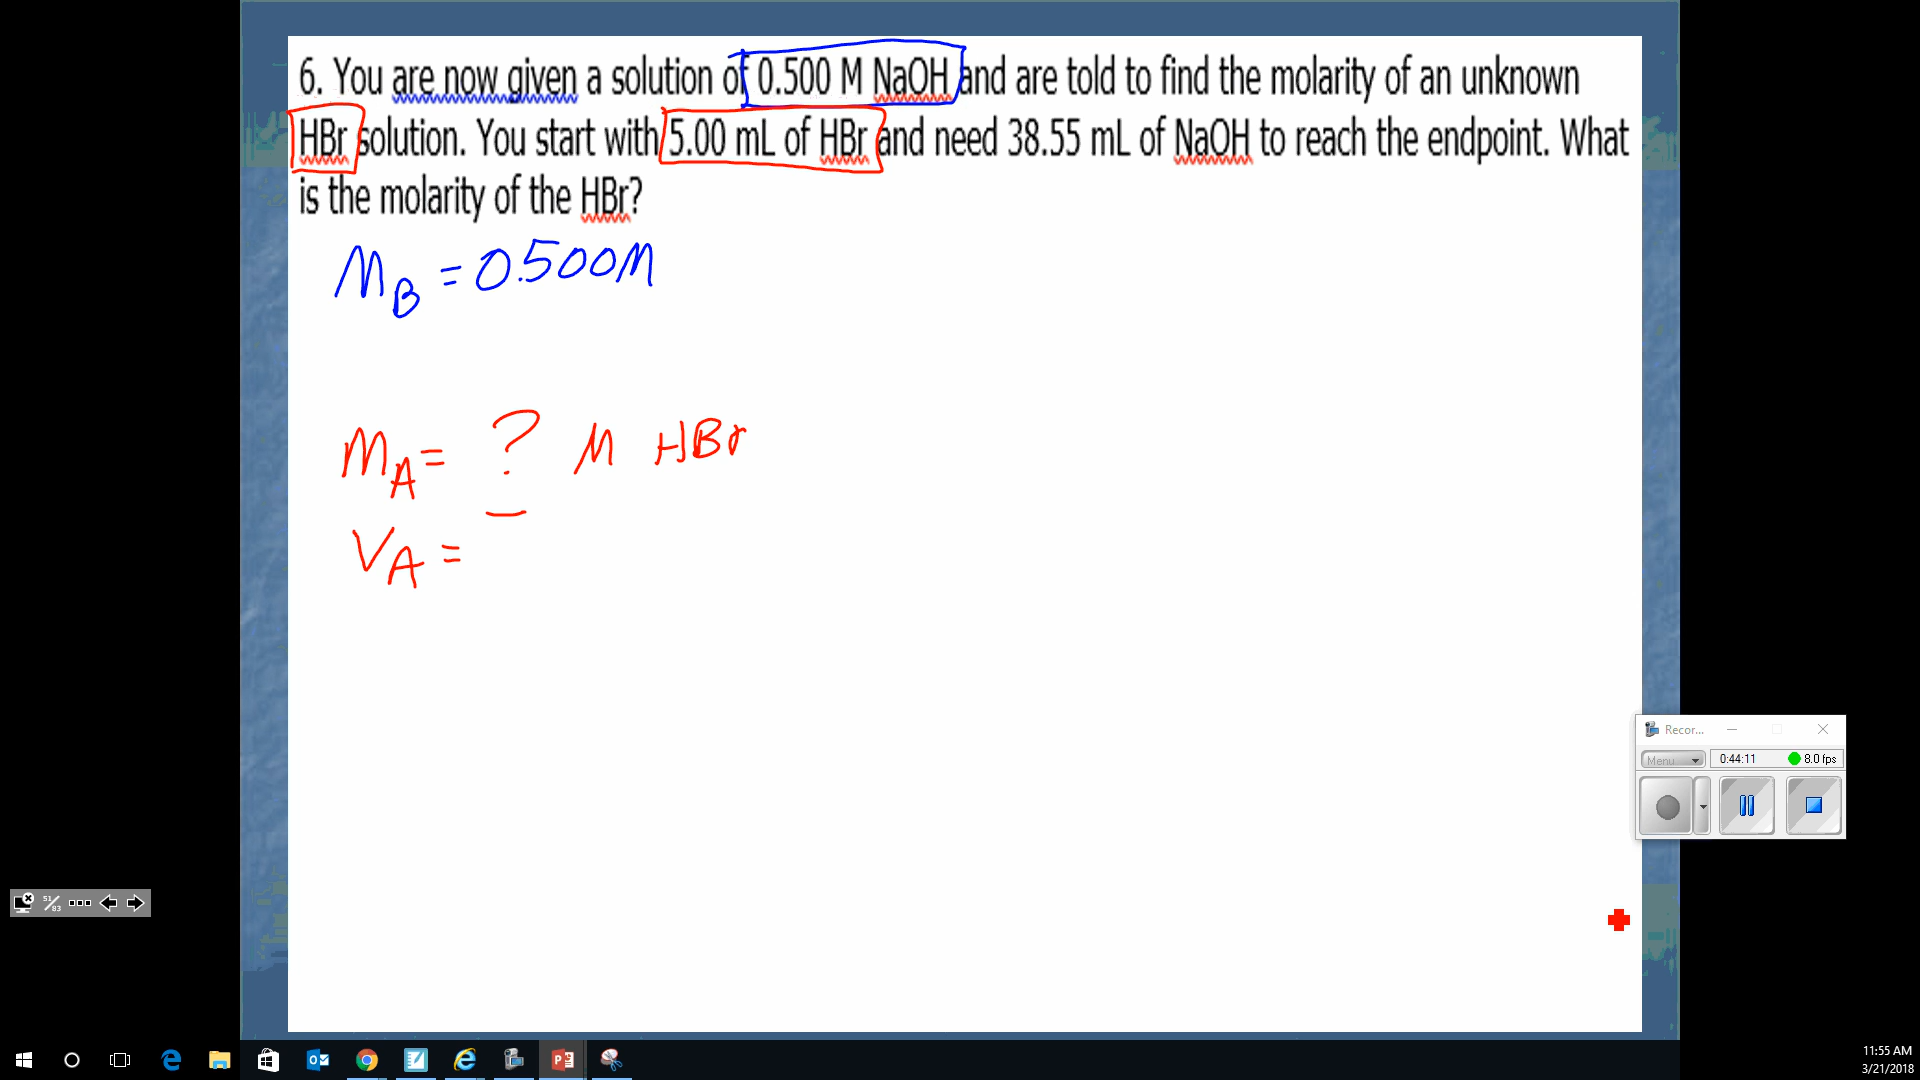 6. You are now given a solution of 0.500 M NaOH and are told to find the molarity of an unknown
HBr solution. You start with 5.00 mL of HBr and need 38.55 mL of NaOH to reach the endpoint. What
is the molarity of the HBr?
MB = 0.500M
MA = ? M HBr
VA =
Recor...
Menu
0:44:11
8.0 fps
51/83
11:55 AM
3/21/2018